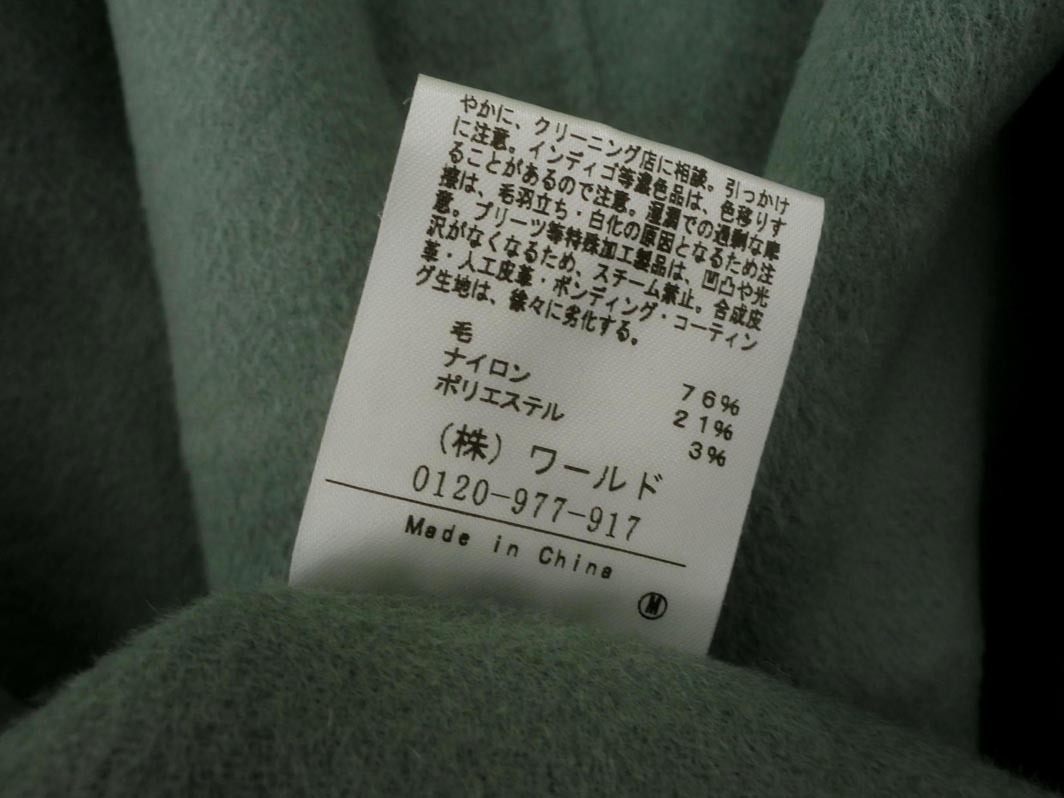 やかに、クリーニング店に相談。引っかけ
に注意。インディゴ等濃色品は、色移りす
ることがあるので注意。湿潤での過剰な摩
擦は、毛羽立ち・白化の原因となるため注
意。プリーツ等特殊加工製品は、凹凸や光
沢がなくなるため、スチーム禁止。合成皮
革・人工皮革・ボンディング・コーティン
グ生地は、徐々に劣化する。
毛 76%
ナイロン 21%
ポリエステル 3%
(株)ワールド
0120-977-917
Made in China
M